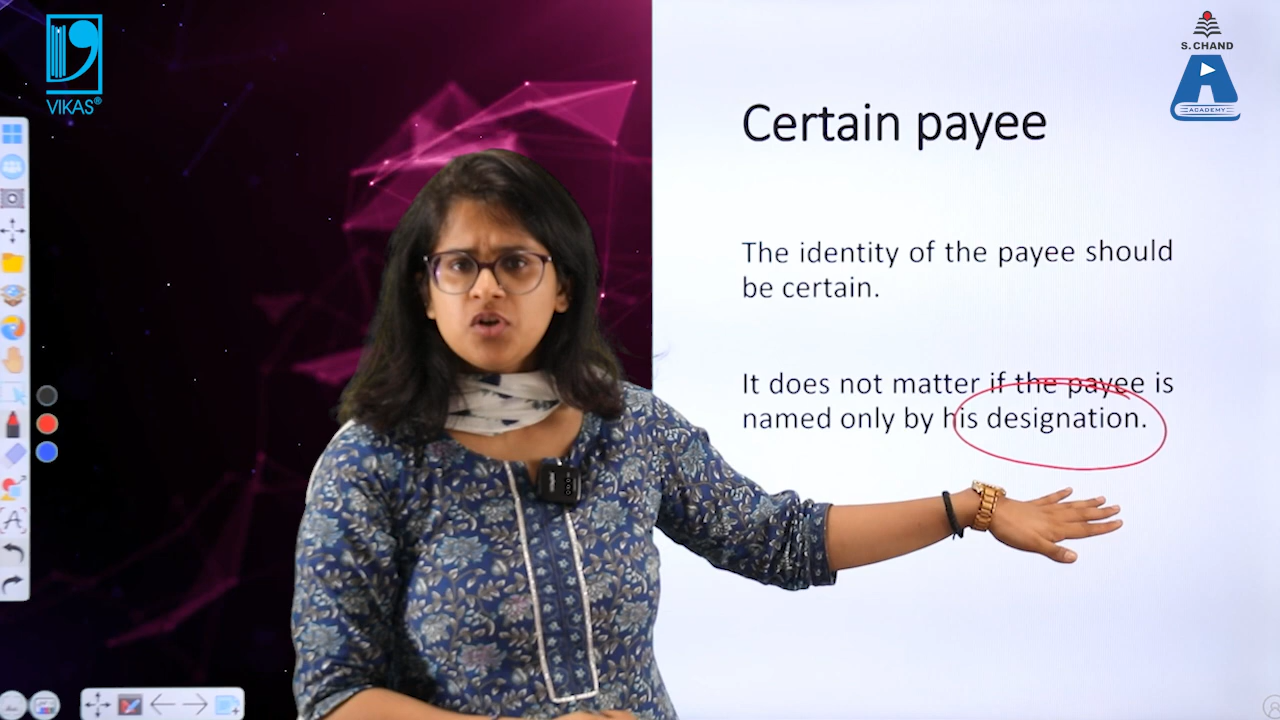 VIKAS®
S. CHAND
ACADEMY
Certain payee
The identity of the payee should
be certain.
It does not matter if the payee is
named only by his designation.